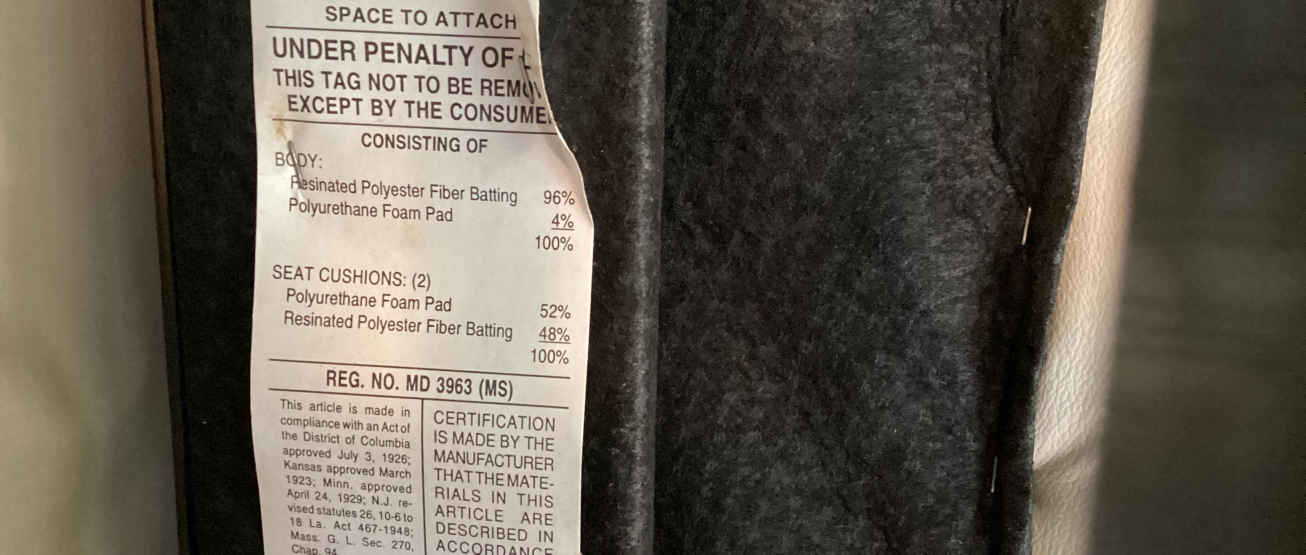 SPACE TO ATTACH
UNDER PENALTY OF
THIS TAG NOT TO BE REMOV
EXCEPT BY THE CONSUME
CONSISTING OF
BODY:
Resinated Polyester Fiber Batting 96%
Polyurethane Foam Pad 4%
100%
SEAT CUSHIONS: (2)
Polyurethane Foam Pad 52%
Resinated Polyester Fiber Batting 48%
100%
REG. NO. MD 3963 (MS)
This article is made in
compliance with an Act of
the District of Columbia
approved July 3, 1926;
Kansas approved March
1923; Minn. approved
April 24, 1929; N.J. re-
vised statutes 26, 10-6 to
18 La. Act 467-1948;
Mass. G. L. Sec. 270,
Chap. 94
CERTIFICATION
IS MADE BY THE
MANUFACTURER
THAT THE MATE-
RIALS IN THIS
ARTICLE ARE
DESCRIBED IN
ACCORDANCE